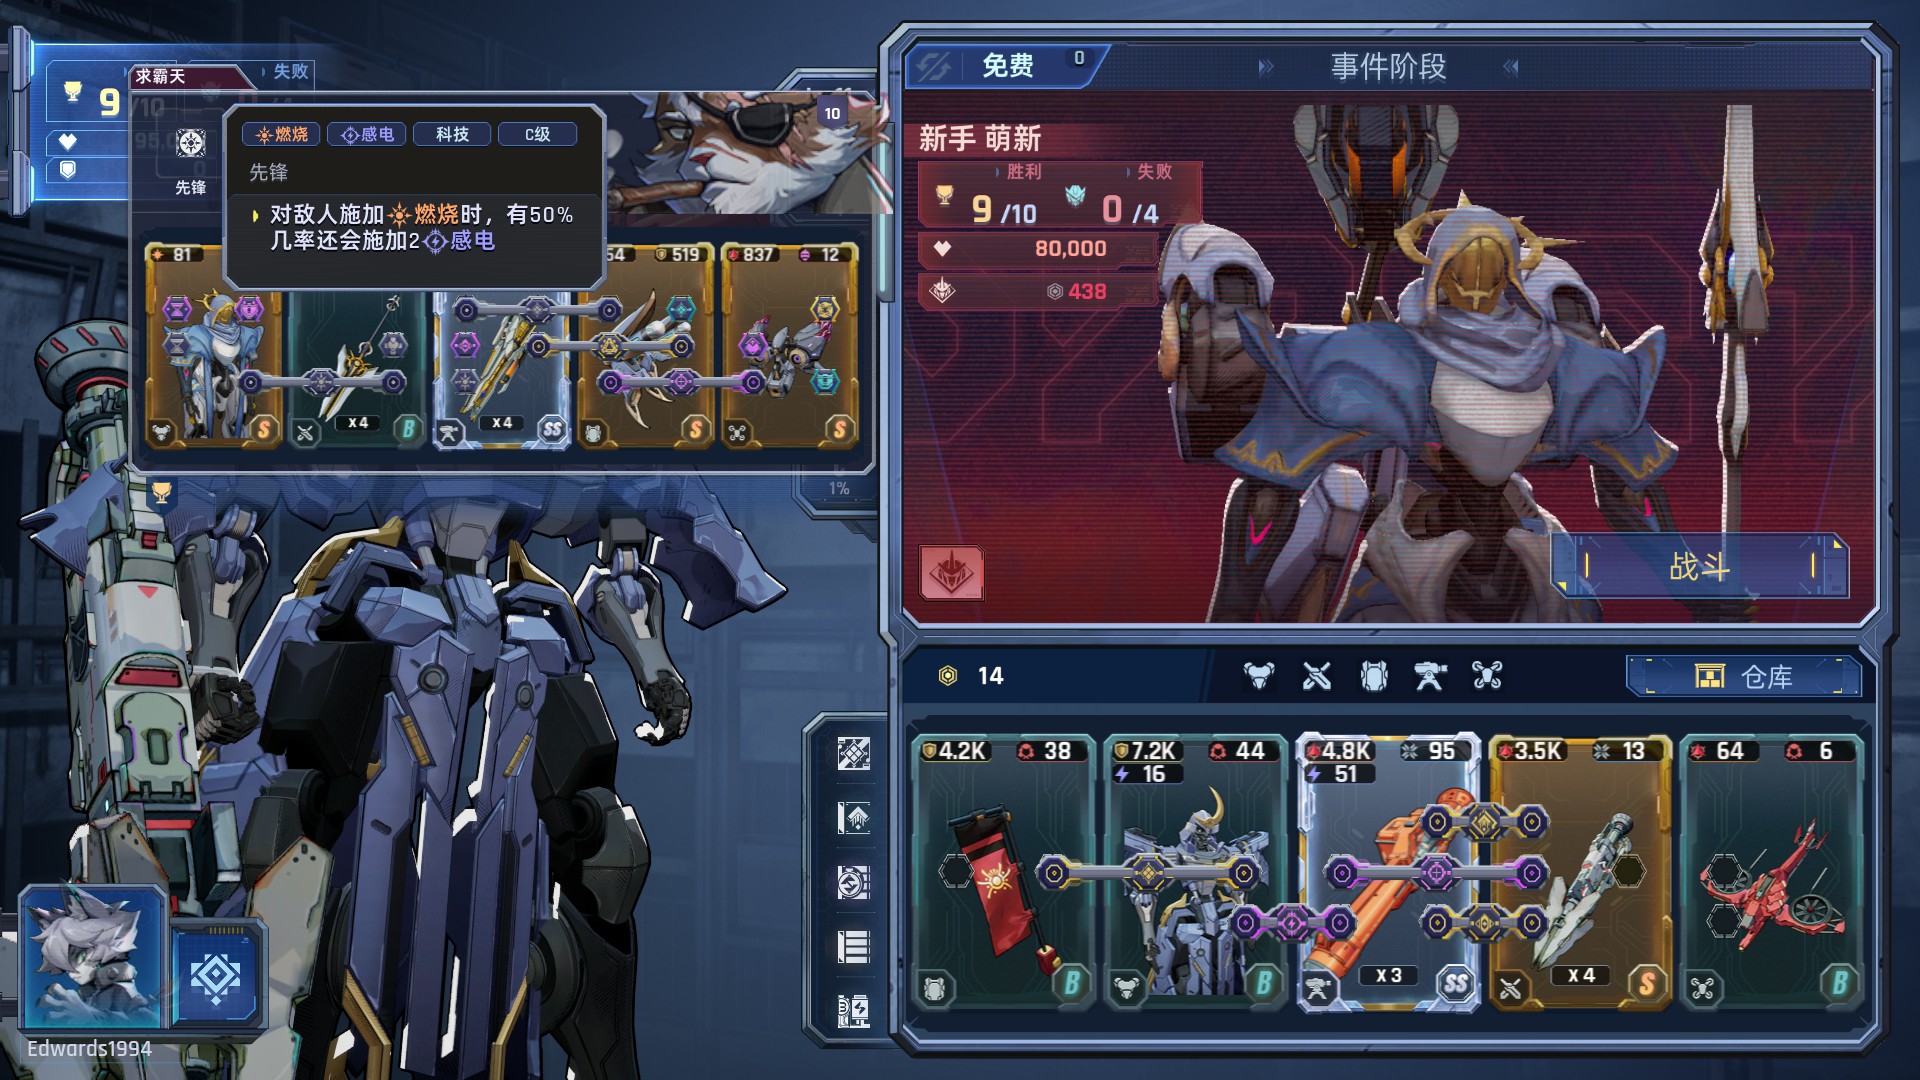 求霸天
失败
9/10
先锋
燃烧
感电
科技
C级
先锋
对敌人施加燃烧时，有50%
几率还会施加2感电
10
81
54
519
837
12
S
x4
B
x4
SS
S
S
1%
免费
0
事件阶段
新手 萌新
胜利
失败
9/10
0/4
80,000
438
战斗
14
仓库
4.2K
38
7.2K
44
16
4.8K
95
51
3.5K
13
64
6
B
B
x3
SS
x4
S
B
Edwards1994